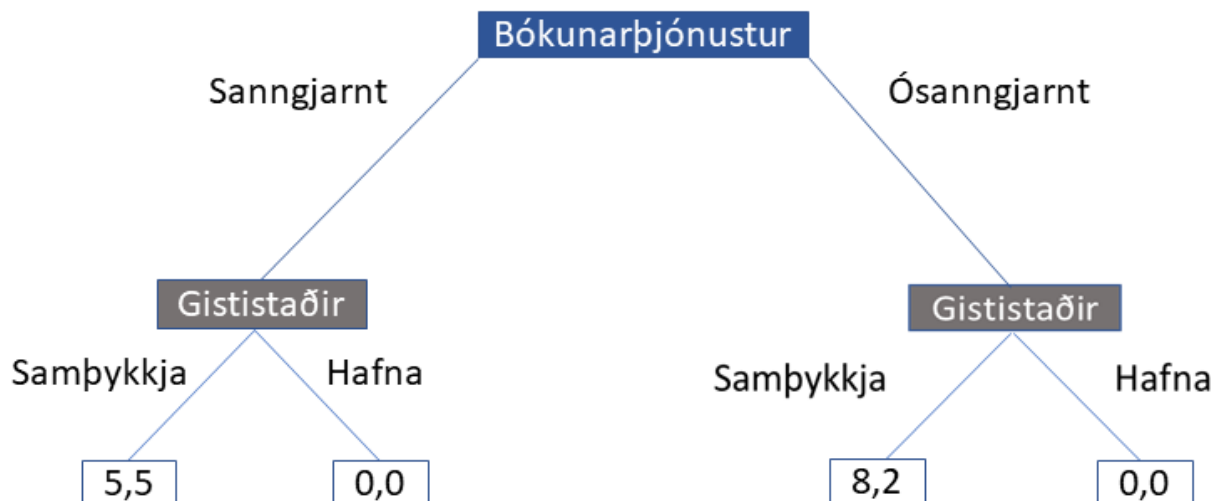 Bókunarþjónustur
Sanngjarnt
Ósanngjarnt
Gististaðir
Gististaðir
Samþykkja
Hafna
Samþykkja
Hafna
5,5
0,0
8,2
0,0